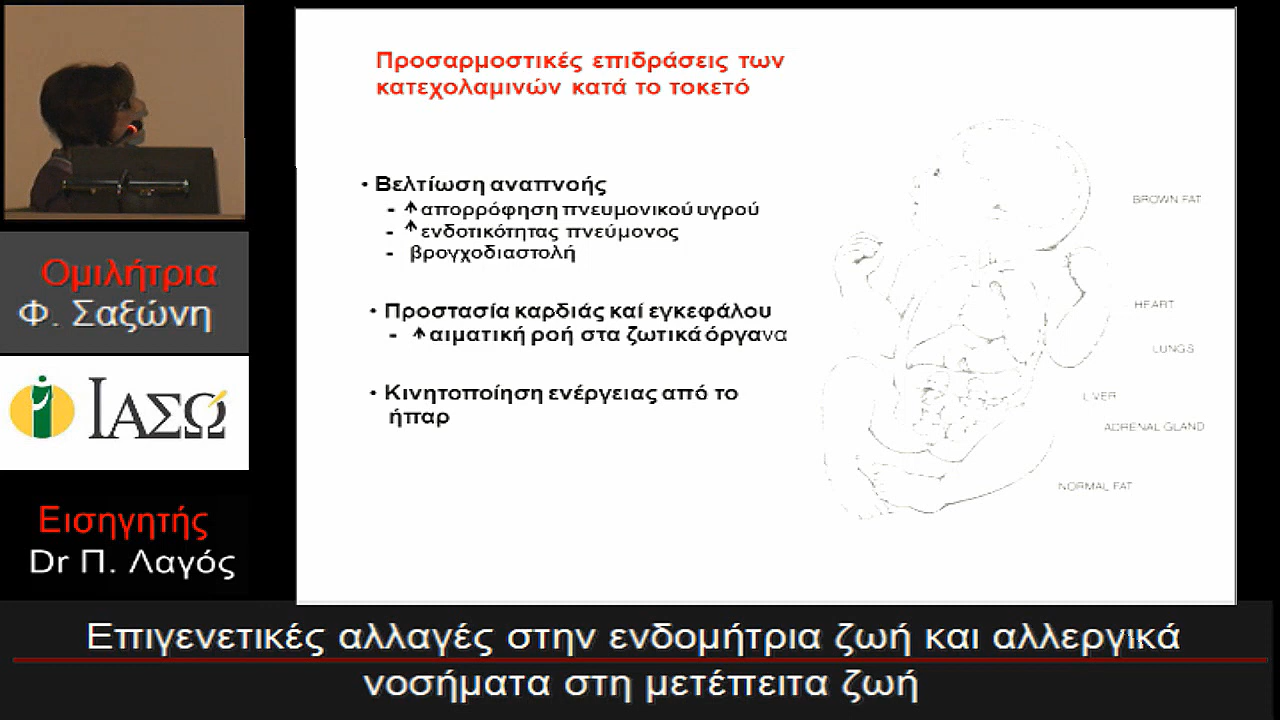 Προσαρμοστικές επιδράσεις των
κατεχολαμινών κατά το τοκετό
• Βελτίωση αναπνοής
- ↑ απορρόφηση πνευμονικού υγρού
- ↑ ενδοτικότητας πνεύμονος
- βρογχοδιαστολή
• Προστασία καρδιάς καί εγκεφάλου
- ↑ αιματική ροή στα ζωτικά όργανα
• Κινητοποίηση ενέργειας από το
ήπαρ
BROWN FAT
HEART
LUNGS
LIVER
ADRENAL GLAND
NORMAL FAT
Ομιλήτρια
Φ. Σαξώνη
ΙΑΣΩ
Εισηγητής
Dr Π. Λαγός
Επιγενετικές αλλαγές στην ενδομήτρια ζωή και αλλεργικά
νοσήματα στη μετέπειτα ζωή